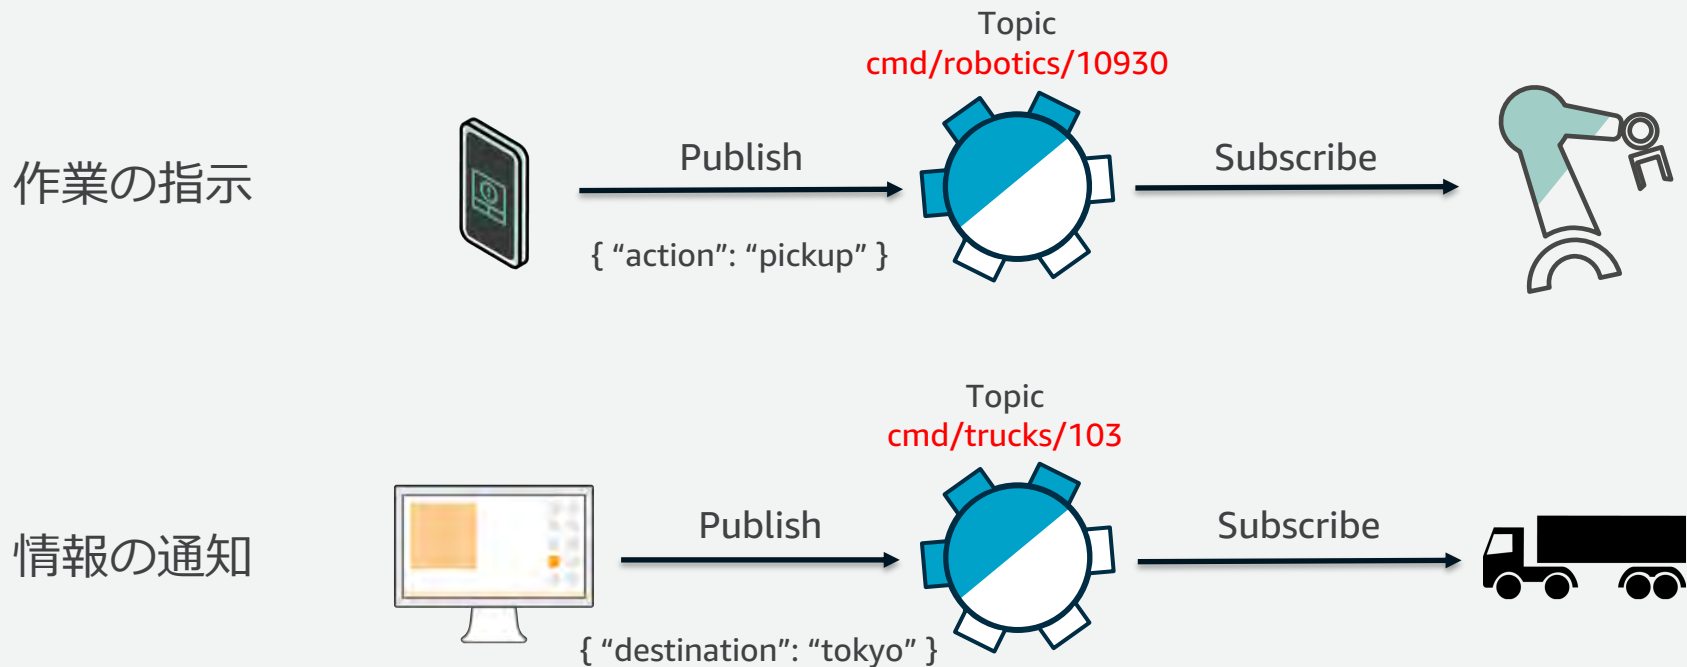 Topic
cmd/robotics/10930
作業の指示
Publish
Subscribe
{ “action”: “pickup” }
Topic
cmd/trucks/103
情報の通知
Publish
Subscribe
{ “destination”: “tokyo” }